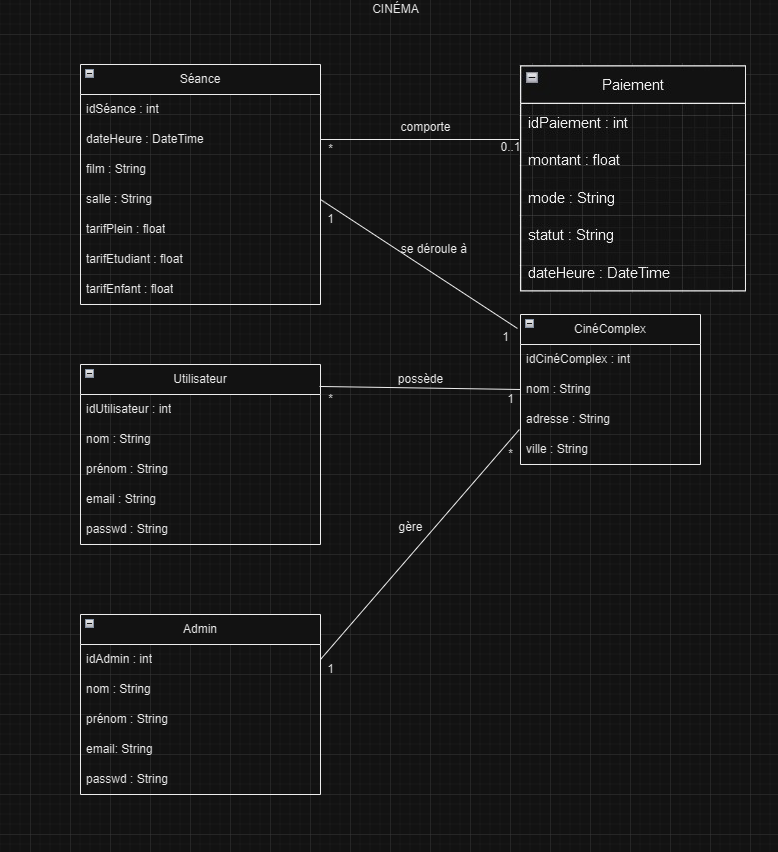 CINÉMA
Séance
idSéance : int
dateHeure : DateTime
film : String
salle : String
tarifPlein : float
tarifEtudiant : float
tarifEnfant : float
comporte
*
0..1
Paiement
idPaiement : int
montant : float
mode : String
statut : String
dateHeure : DateTime
1
se déroule à
1
CinéComplex
idCinéComplex : int
nom : String
adresse : String
ville : String
Utilisateur
idUtilisateur : int
nom : String
prénom : String
email : String
passwd : String
possède
*
1
*
gère
1
Admin
idAdmin : int
nom : String
prénom : String
email: String
passwd : String